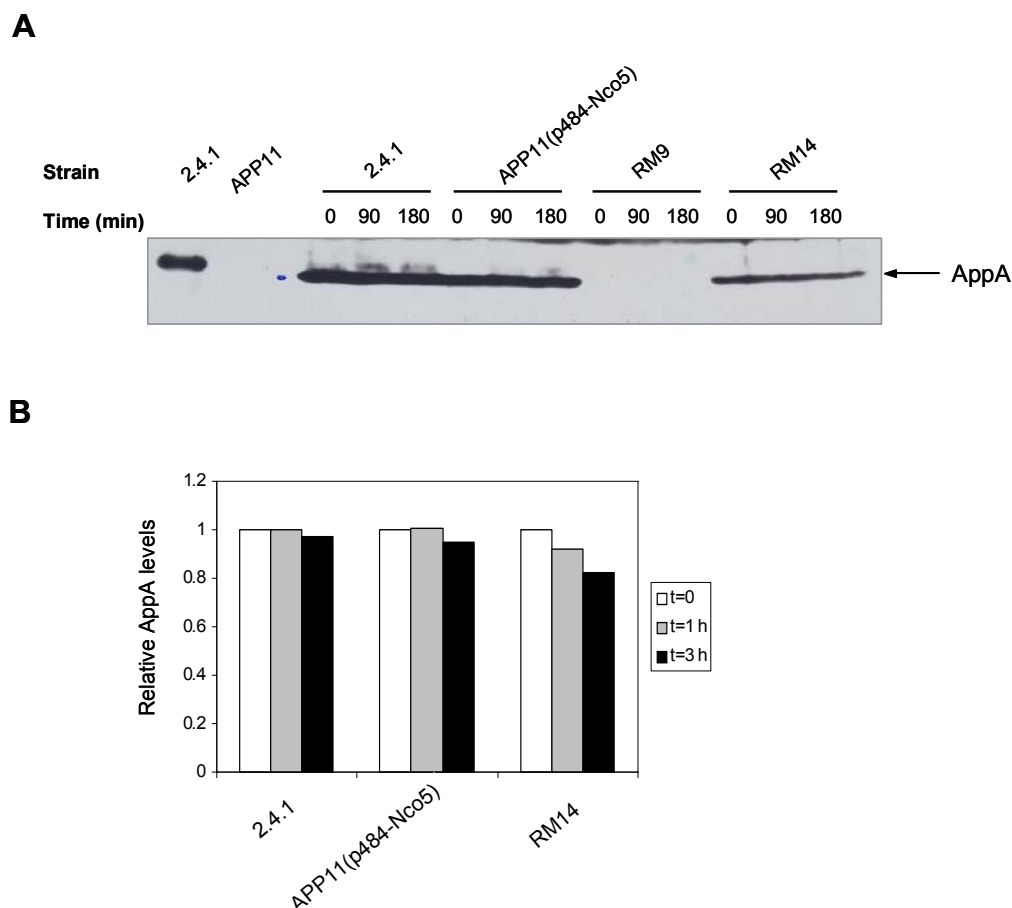 A
Strain 2.4.1 APP11 2.4.1 APP11(p484-Nco5) RM9 RM14
Time (min) 0 90 180 0 90 180 0 90 180 0 90 180
AppA
B
Relative AppA levels
1.2
1
0.8
0.6
0.4
0.2
0
2.4.1 APP11(p484-Nco5) RM14
t=0
t=1 h
t=3 h